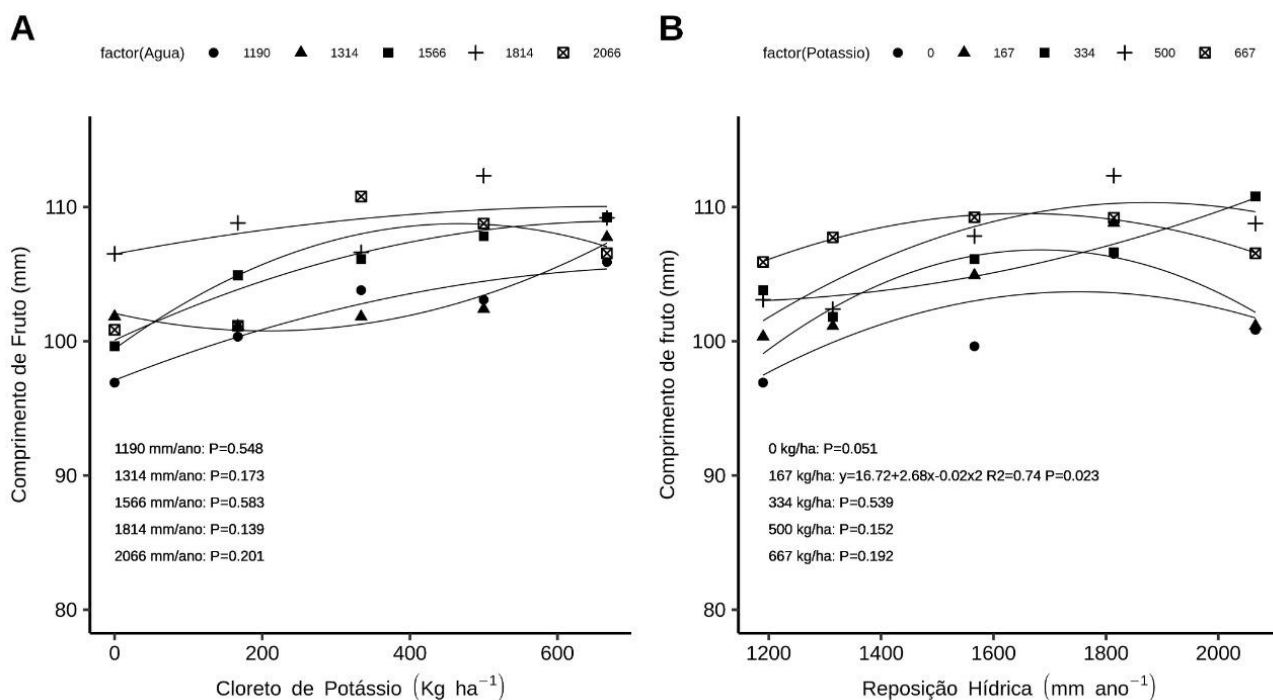 A
factor(Agua) 1190 1314 1566 1814 2066
Comprimento de Fruto (mm)
110
100
90
80
1190 mm/ano: P=0.548
1314 mm/ano: P=0.173
1566 mm/ano: P=0.583
1814 mm/ano: P=0.139
2066 mm/ano: P=0.201
0 200 400 600
Cloreto de Potássio (Kg ha⁻¹)
B
factor(Potassio) 0 167 334 500 667
Comprimento de fruto (mm)
110
100
90
80
0 kg/ha: P=0.051
167 kg/ha: y=16.72+2.68x-0.02x2 R2=0.74 P=0.023
334 kg/ha: P=0.539
500 kg/ha: P=0.152
667 kg/ha: P=0.192
1200 1400 1600 1800 2000
Reposição Hídrica (mm ano⁻¹)